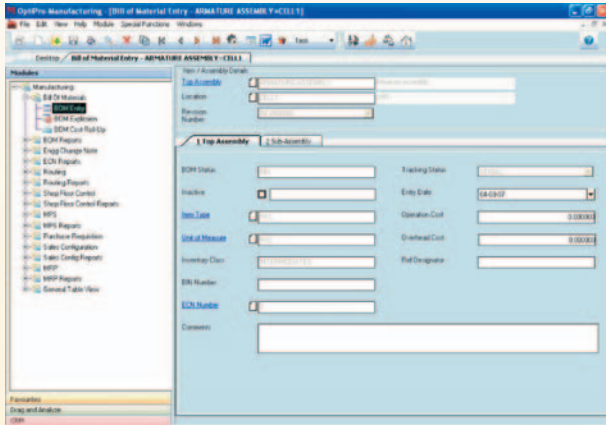 OptiPro Manufacturing - [Bill of Material Entry - ARMATURE ASSEMBLY-CELL1]
File Edit View Help Module Special Functions Windows
Desktop / Bill of Material Entry - ARMATURE ASSEMBLY-CELL1
Modules
Manufacturing
Bill Of Materials
BOM Entry
BOM Explosion
BOM Cost Roll-Up
BOM Reports
Engg Change Note
ECN Reports
Routing
Routing Reports
Shop Floor Control
Shop Floor Control Reports
MPS
MPS Reports
Purchase Requisition
Sales Configuration
Sales Config Reports
MRP
MRP Reports
General Table View
Favourites
Drag and Analyze
Item / Assembly Details
Top Assembly
Location
Revision Number
1 Top Assembly 2 Sub-Assembly
BOM Status Tracking Status
Inactive Entry Date
Item Type Operation Cost 0.000000
Unit of Measure Overhead Cost 0.000000
Inventory Class Ref Designator
BIN Number
ECN Number
Comments